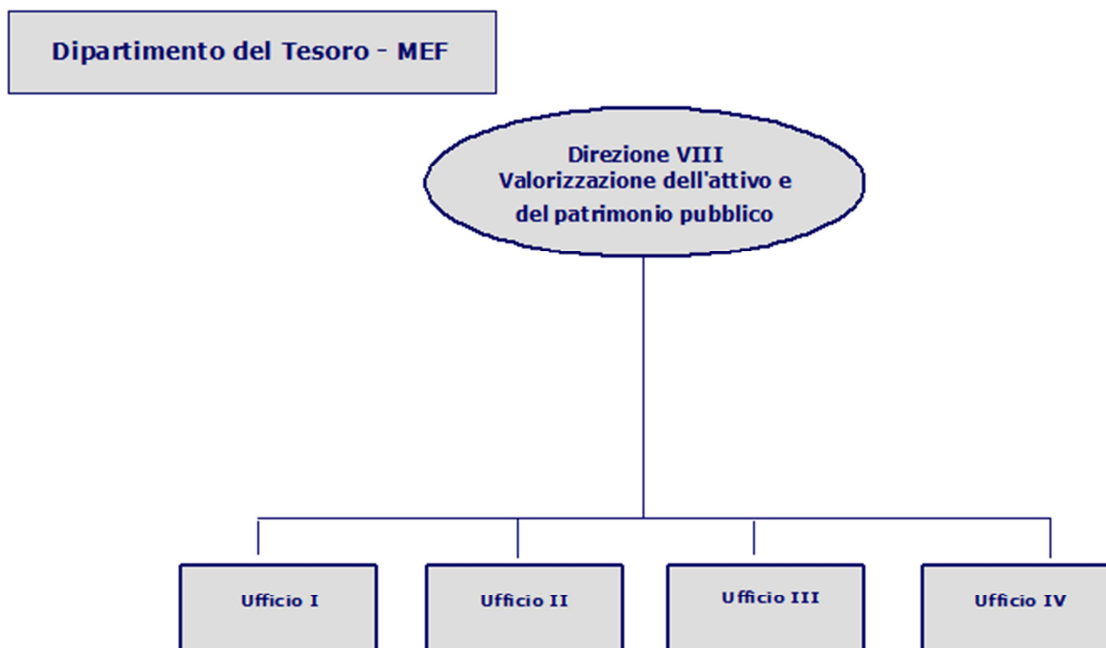 Dipartimento del Tesoro - MEF
Direzione VIII
Valorizzazione dell'attivo e
del patrimonio pubblico
Ufficio I
Ufficio II
Ufficio III
Ufficio IV